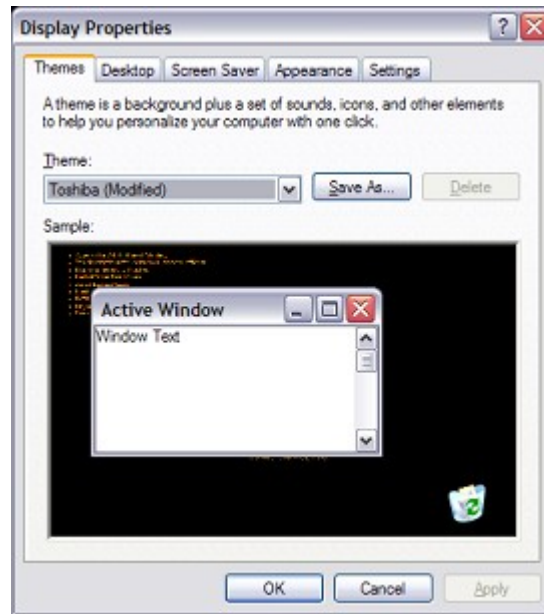 Display Properties
Themes Desktop Screen Saver Appearance Settings
A theme is a background plus a set of sounds, icons, and other elements
to help you personalize your computer with one click.
Theme:
Toshiba (Modified) Save As... Delete
Sample:
Active Window
Window Text
OK Cancel Apply